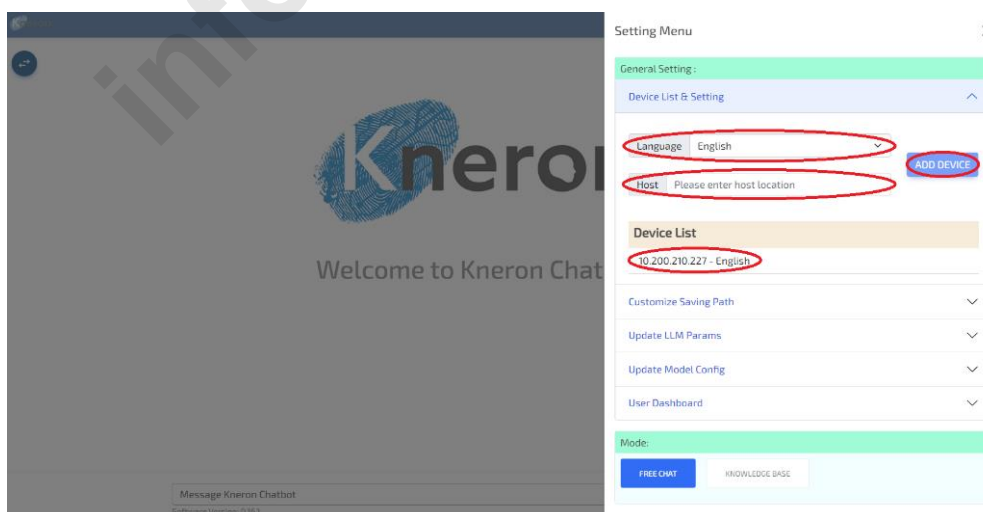 Kneron
Welcome to Kneron Chat
Message Kneron Chatbot
Setting Menu
General Setting :
Device List & Setting
Language English
ADD DEVICE
Host Please enter host location
Device List
10.200.210.227 - English
Customize Saving Path
Update LLM Params
Update Model Config
User Dashboard
Mode:
FREE CHAT KNOWLEDGE BASE